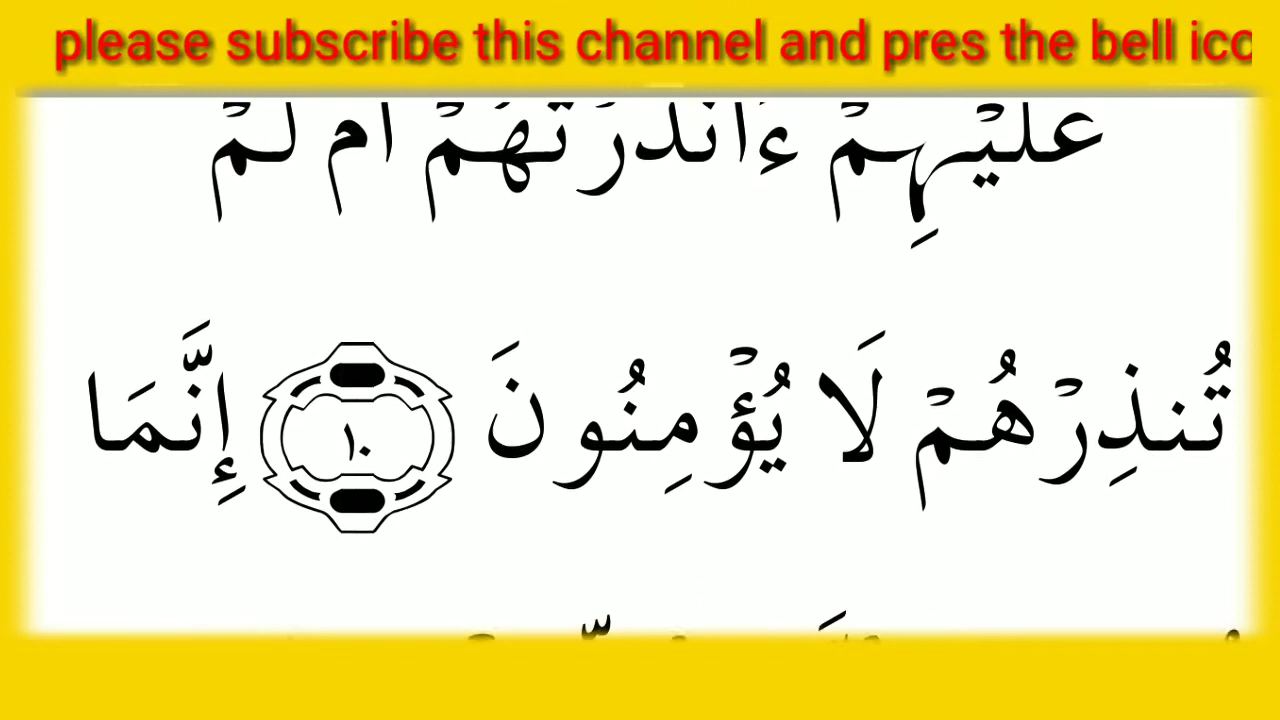 please subscribe this channel and pres the bell ico
عَلَيْهِمْ ءَأَنذَرْتَهُمْ أَمْ لَمْ
تُنذِرْهُمْ لَا يُؤْمِنُونَ ١٠ إِنَّمَا